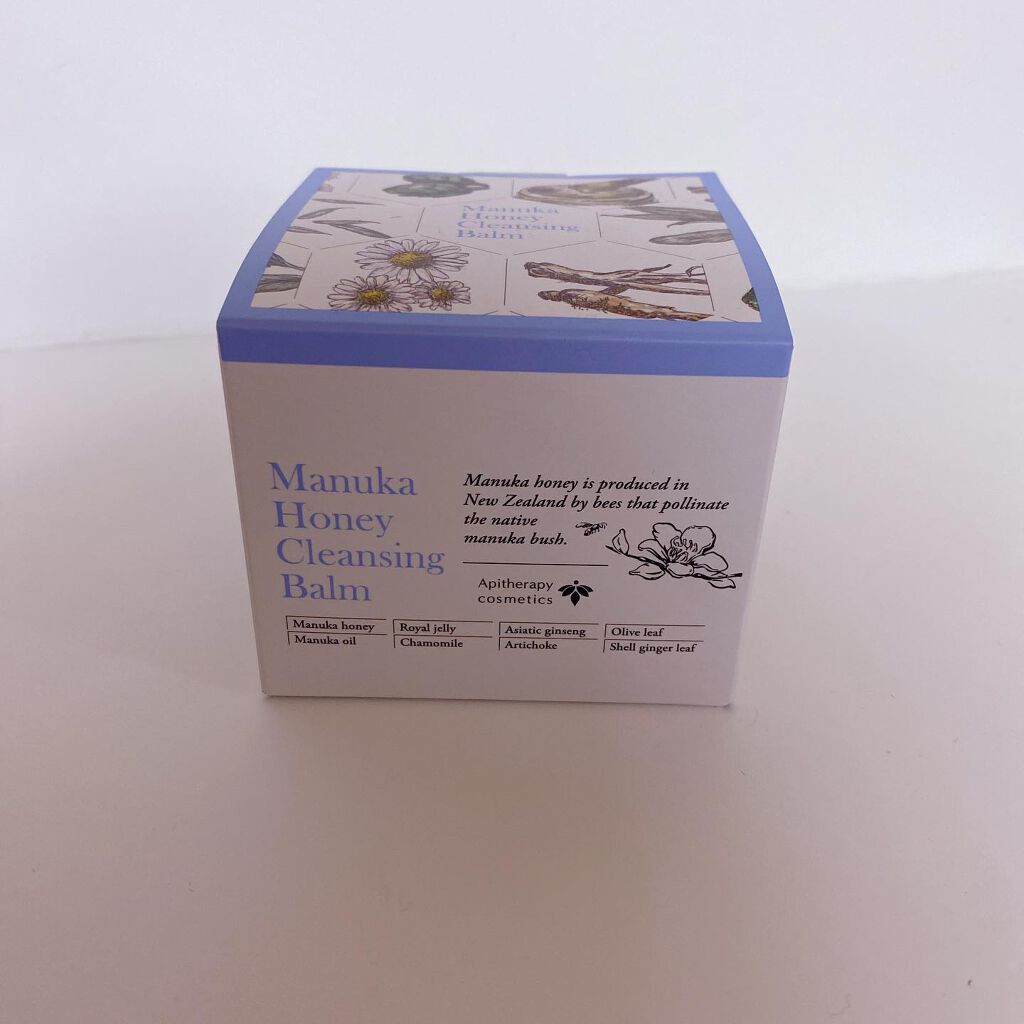 Manuka
Honey
Cleansing
Balm
Manuka
Honey
Cleansing
Balm
Manuka honey is produced in
New Zealand by bees that pollinate
the native
manuka bush.
Apitherapy
cosmetics
Manuka honey
Royal jelly
Asiatic ginseng
Olive leaf
Manuka oil
Chamomile
Artichoke
Shell ginger leaf